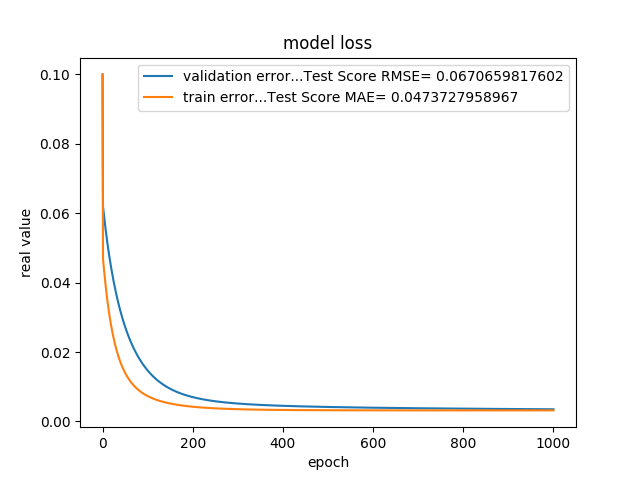 model loss
validation error...Test Score RMSE= 0.0670659817602
train error...Test Score MAE= 0.0473727958967
real value
0.10
0.08
0.06
0.04
0.02
0.00
0 200 400 600 800 1000
epoch